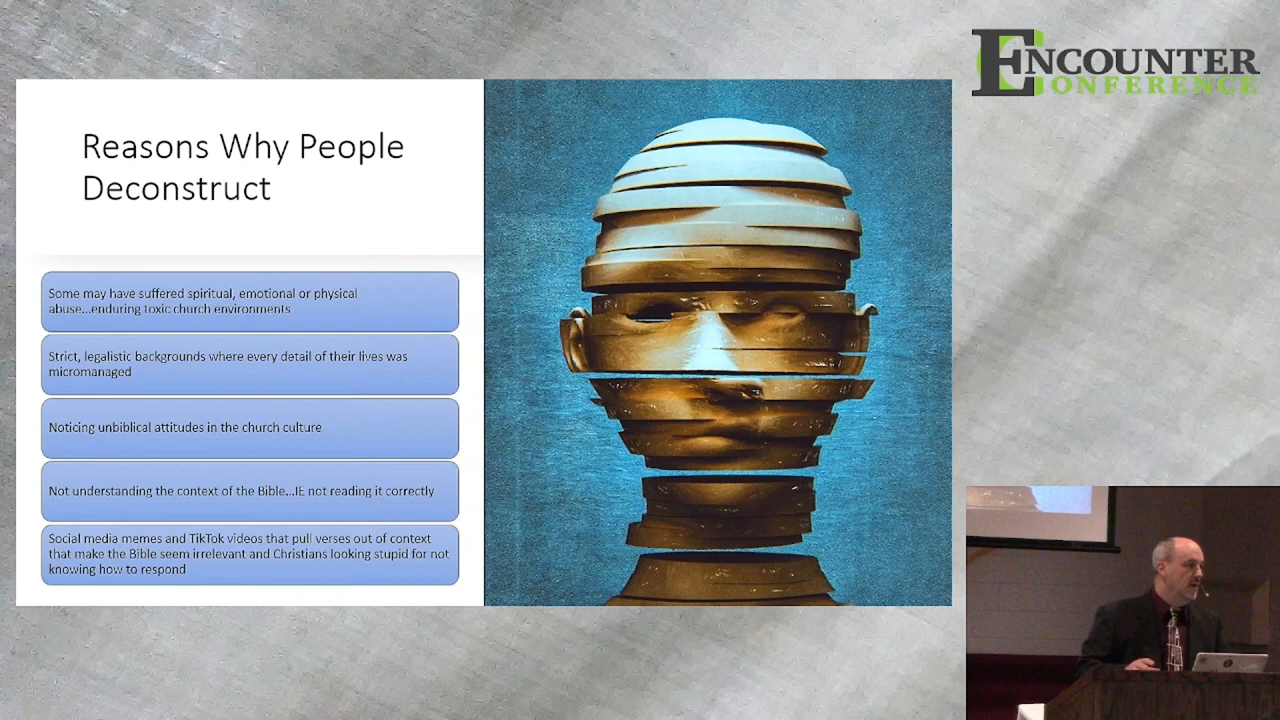 ENCOUNTER
CONFERENCE
Reasons Why People
Deconstruct
Some may have suffered spiritual, emotional or physical
abuse...enduring toxic church environments
Strict, legalistic backgrounds where every detail of their lives was
micromanaged
Noticing unbiblical attitudes in the church culture
Not understanding the context of the Bible...IE not reading it correctly
Social media memes and TikTok videos that pull verses out of context
that make the Bible seem irrelevant and Christians looking stupid for not
knowing how to respond